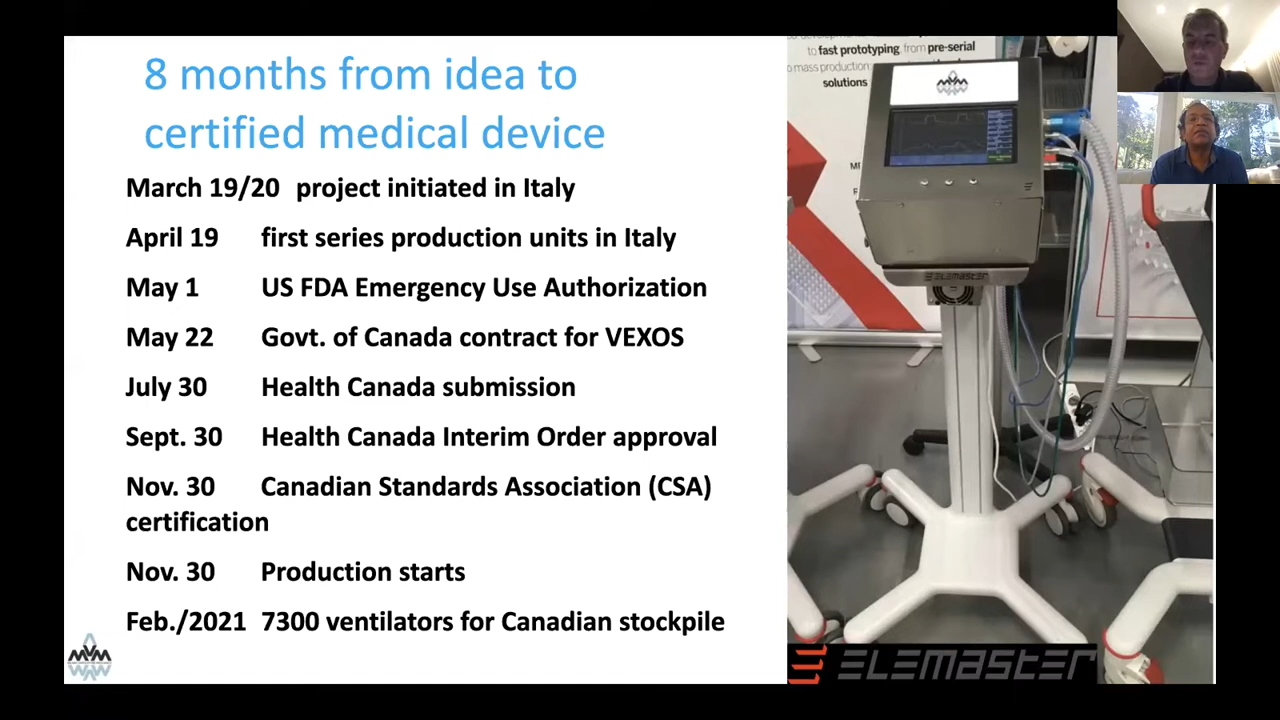 8 months from idea to
certified medical device
March 19/20 project initiated in Italy
April 19 first series production units in Italy
May 1 US FDA Emergency Use Authorization
May 22 Govt. of Canada contract for VEXOS
July 30 Health Canada submission
Sept. 30 Health Canada Interim Order approval
Nov. 30 Canadian Standards Association (CSA)
certification
Nov. 30 Production starts
Feb./2021 7300 ventilators for Canadian stockpile
MVM
to fast prototyping, from pre-serial
to mass production:
solutions
ELEMASTER
ELEMASTER